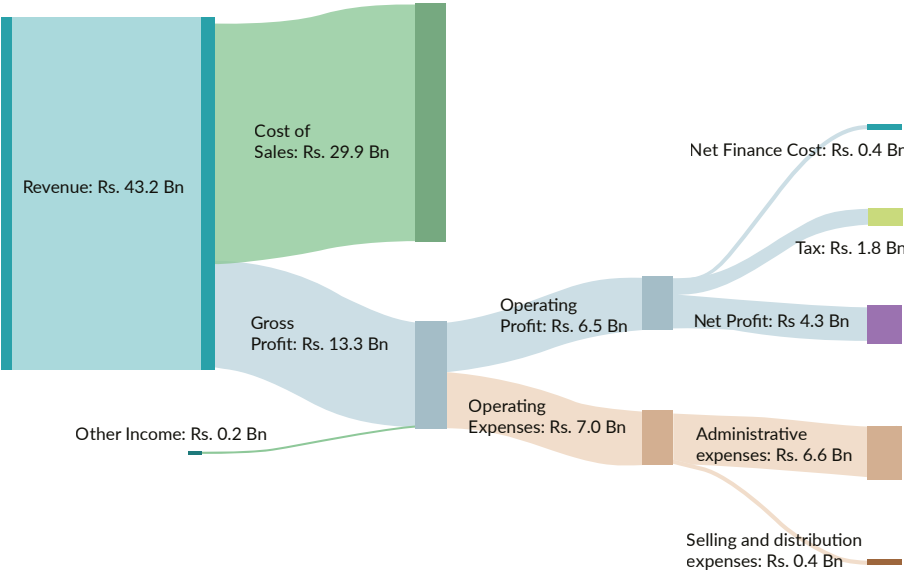 Cost of
Sales: Rs. 29.9 Bn
Net Finance Cost: Rs. 0.4 Bn
Revenue: Rs. 43.2 Bn
Tax: Rs. 1.8 Bn
Operating
Profit: Rs. 6.5 Bn
Gross
Profit: Rs. 13.3 Bn
Net Profit: Rs 4.3 Bn
Operating
Expenses: Rs. 7.0 Bn
Other Income: Rs. 0.2 Bn
Administrative
expenses: Rs. 6.6 Bn
Selling and distribution
expenses: Rs. 0.4 Bn